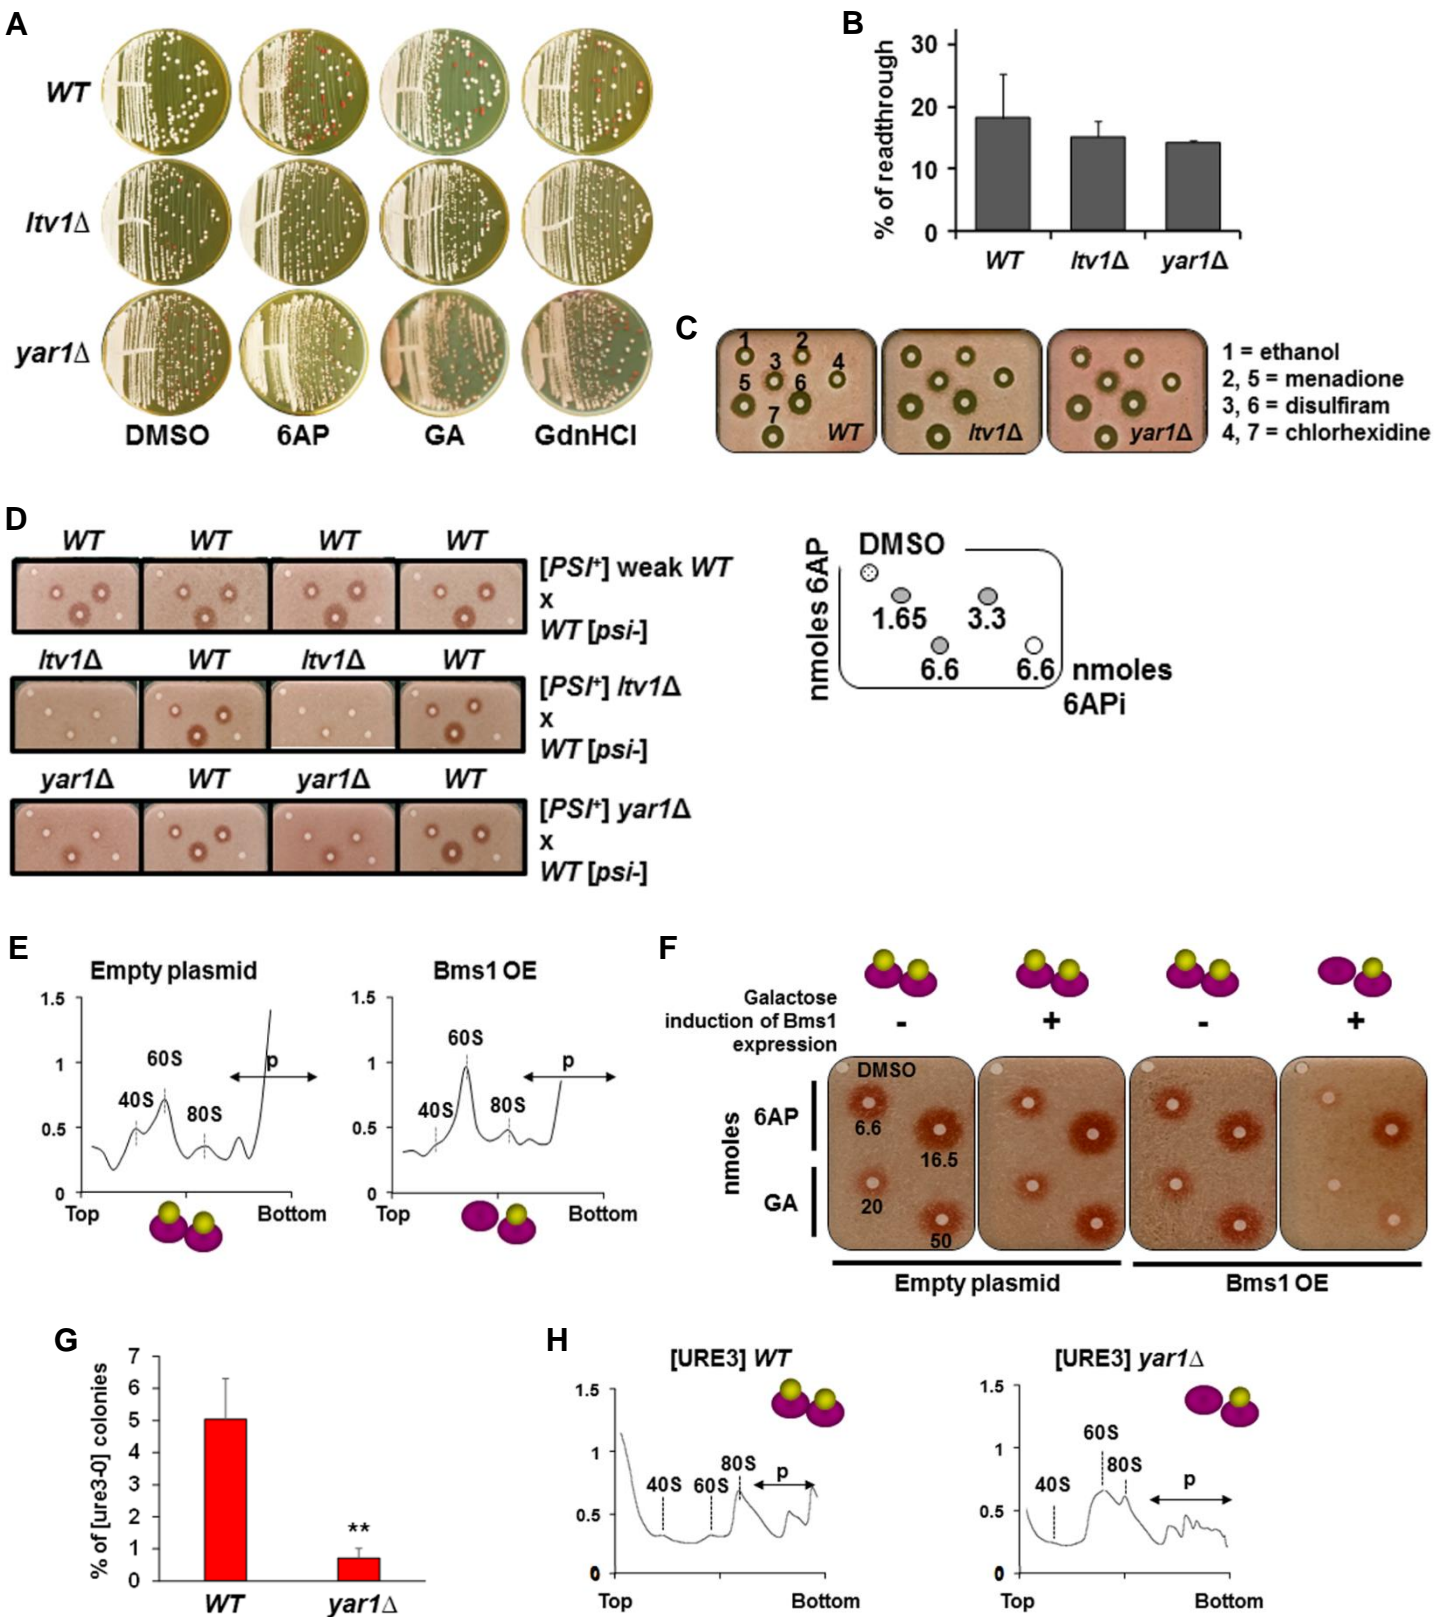 A
WT
ltv1Δ
yar1Δ
DMSO 6AP GA GdnHCl
B
% of readthrough
30
20
10
0
WT ltv1Δ yar1Δ
C
1 2
3 4
5 6
7
WT ltv1Δ yar1Δ
1 = ethanol
2, 5 = menadione
3, 6 = disulfiram
4, 7 = chlorhexidine
D
WT WT WT WT
[PSI+] weak WT
x
WT [psi-]
ltv1Δ WT ltv1Δ WT
[PSI+] ltv1Δ
x
WT [psi-]
yar1Δ WT yar1Δ WT
[PSI+] yar1Δ
x
WT [psi-]
nmoles 6AP
DMSO
1.65 3.3
6.6 6.6 nmoles
6APi
E
Empty plasmid
1.5
1
0.5
0
40S 60S 80S p
Top Bottom
Bms1 OE
1.5
1
0.5
0
40S 60S 80S p
Top Bottom
F
Galactose
induction of Bms1
expression
- + - +
nmoles
6AP
GA
DMSO
6.6
16.5
20
50
Empty plasmid Bms1 OE
G
% of [ure3-0] colonies
7
6
5
4
3
2
1
0
**
WT yar1Δ
H
[URE3] WT
1.5
1
0.5
0
40S 60S 80S p
Top Bottom
[URE3] yar1Δ
1.5
1
0.5
0
40S 60S 80S p
Top Bottom